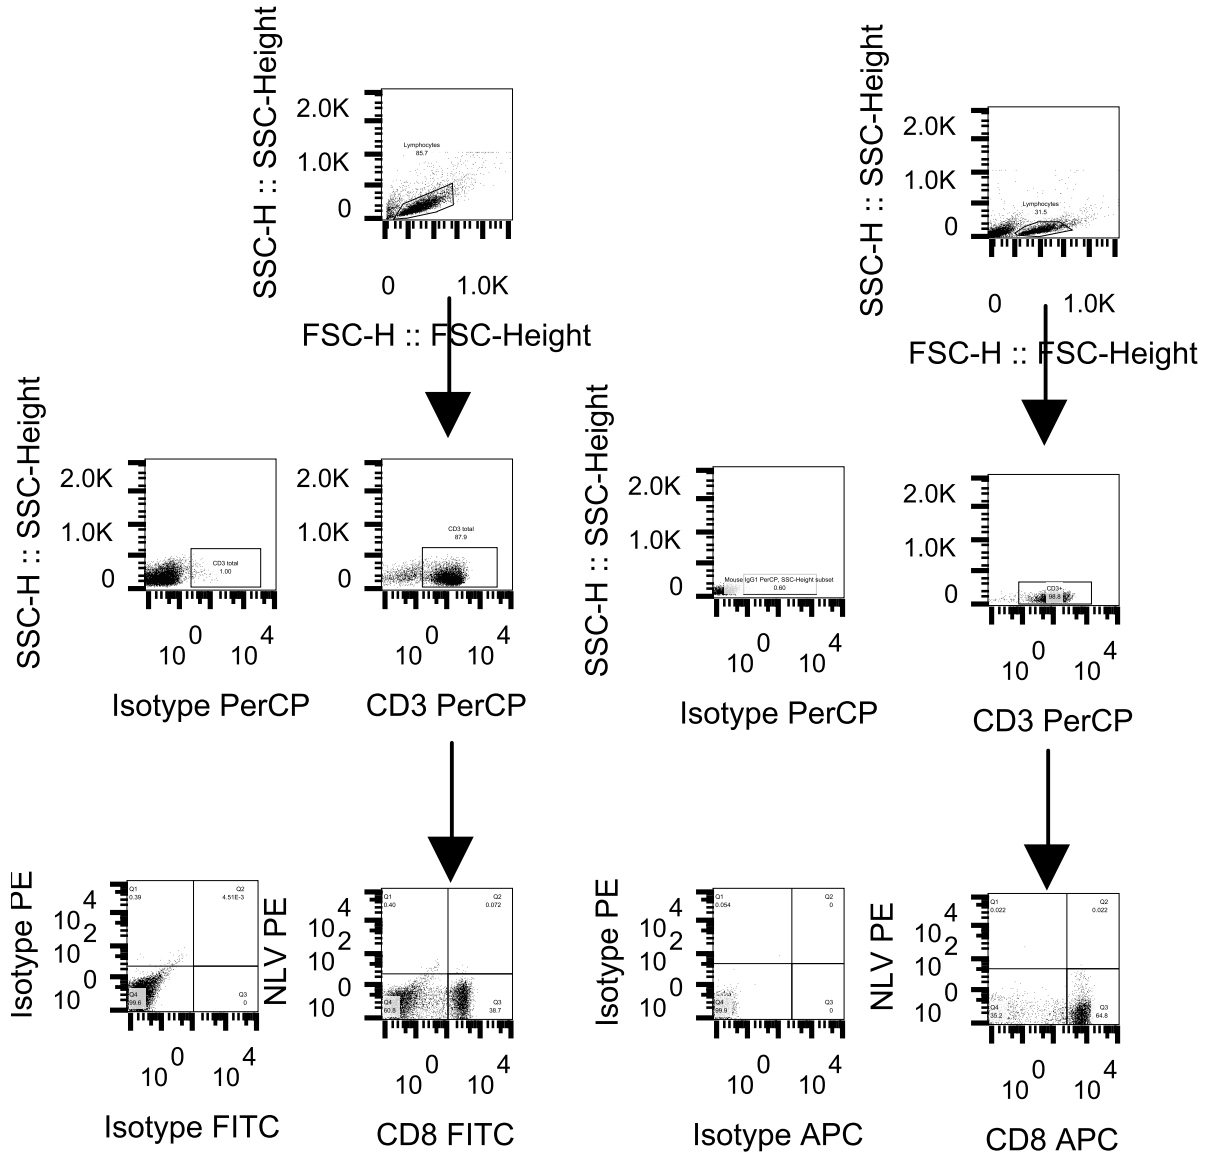 SSC-H :: SSC-Height
2.0K
1.0K
0
Lymphocytes
85.7
0 1.0K
FSC-H :: FSC-Height
SSC-H :: SSC-Height
2.0K
1.0K
0
Lymphocytes
31.5
0 1.0K
FSC-H :: FSC-Height
SSC-H :: SSC-Height
2.0K
1.0K
0
CD3 total
1.00
10 0 10 4
Isotype PerCP
2.0K
1.0K
0
CD3 total
87.9
10 0 10 4
CD3 PerCP
SSC-H :: SSC-Height
2.0K
1.0K
0
Mouse IgG1 PerCP, SSC-Height subset
0.60
10 0 10 4
Isotype PerCP
2.0K
1.0K
0
CD3+
98.8
10 0 10 4
CD3 PerCP
Isotype PE
10 4
10 2
10 0
Q1
0.39
Q2
4.51E-3
Q4
99.6
Q3
0
10 0 10 4
Isotype FITC
NLV PE
10 4
10 2
10 0
Q1
0.40
Q2
0.072
Q4
60.8
Q3
38.7
10 0 10 4
CD8 FITC
Isotype PE
10 4
10 2
10 0
Q1
0.054
Q2
0
Q4
99.9
Q3
0
10 0 10 4
Isotype APC
NLV PE
10 4
10 2
10 0
Q1
0.022
Q2
0.022
Q4
35.2
Q3
64.8
10 0 10 4
CD8 APC